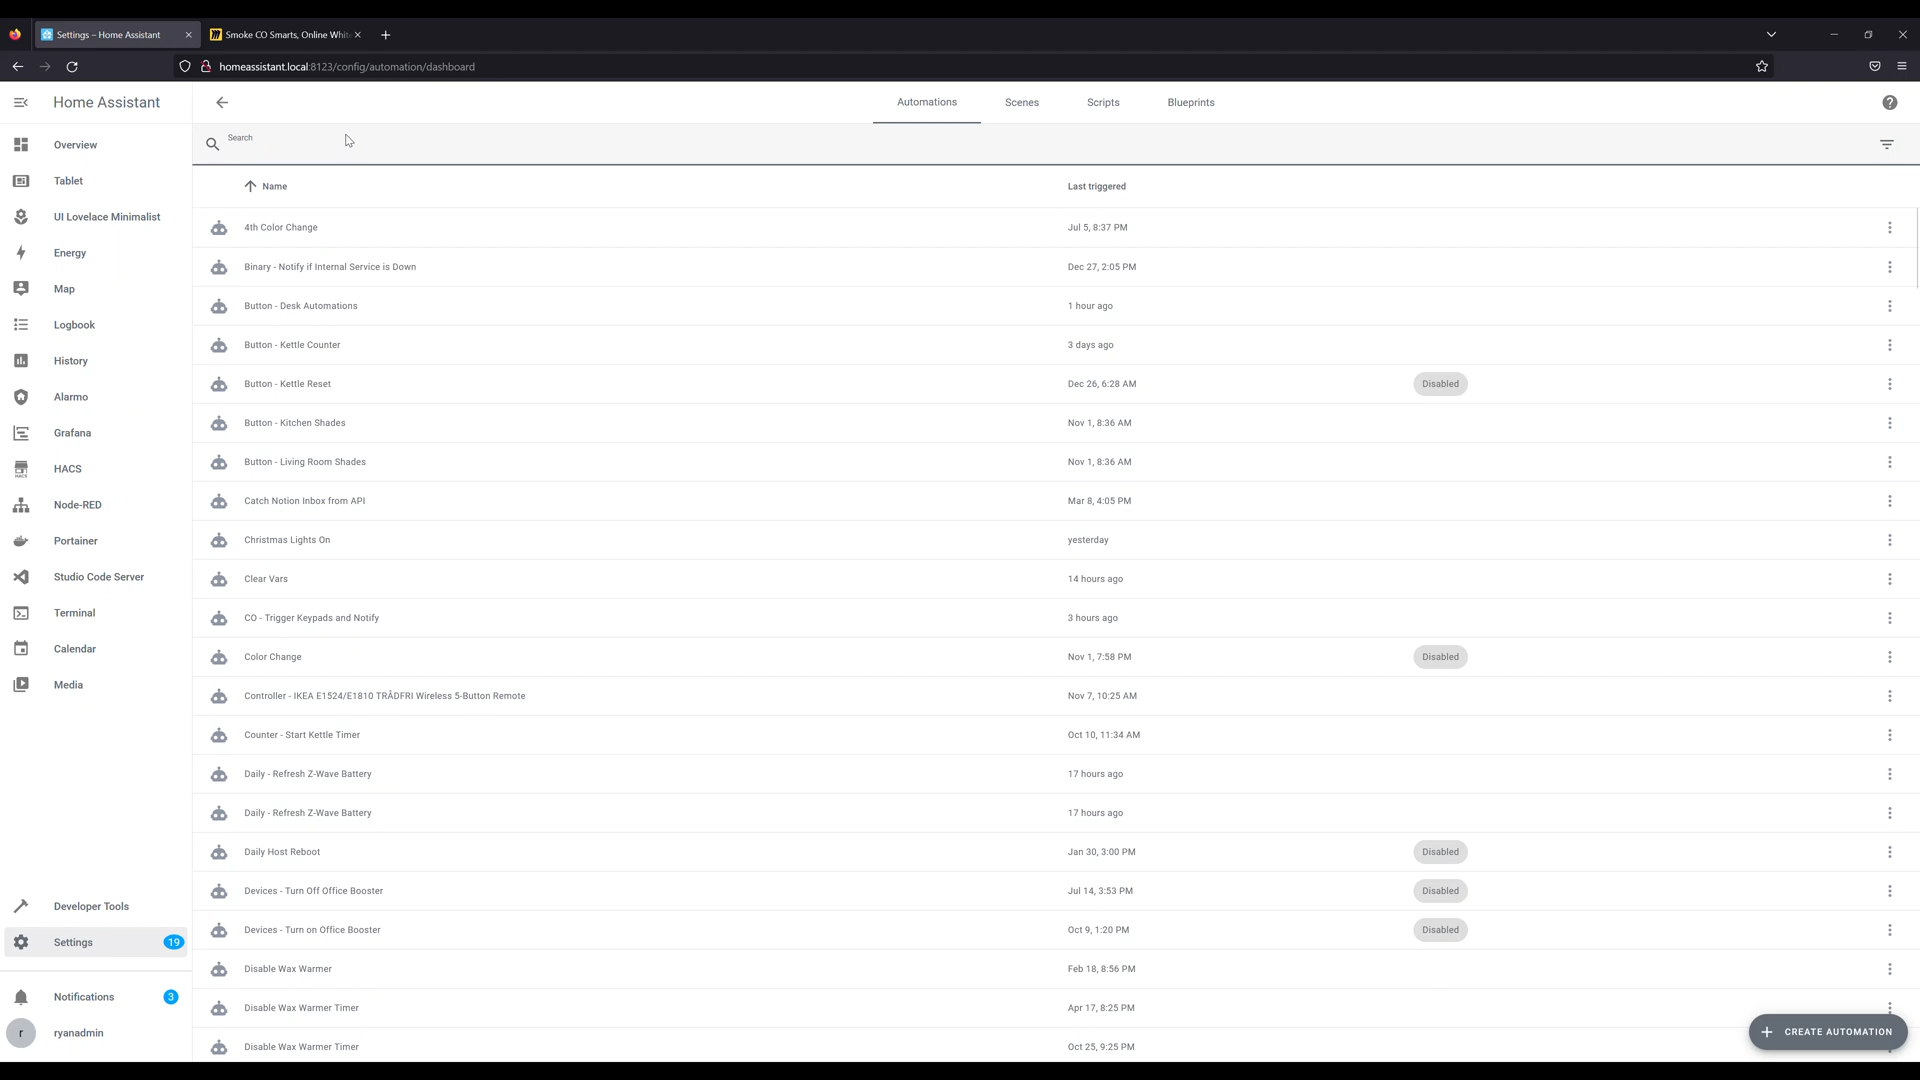 Settings – Home Assistant
Smoke CO Smarts, Online Whit
homeassistant.local:8123/config/automation/dashboard
Home Assistant
Automations
Scenes
Scripts
Blueprints
Search
Overview
Tablet
UI Lovelace Minimalist
Energy
Map
Logbook
History
Alarmo
Grafana
HACS
HACS
Node-RED
Portainer
Studio Code Server
Terminal
Calendar
Media
Developer Tools
Settings 19
Notifications 3
r ryanadmin
Name Last triggered
4th Color Change Jul 5, 8:37 PM
Binary - Notify if Internal Service is Down Dec 27, 2:05 PM
Button - Desk Automations 1 hour ago
Button - Kettle Counter 3 days ago
Button - Kettle Reset Dec 26, 6:28 AM Disabled
Button - Kitchen Shades Nov 1, 8:36 AM
Button - Living Room Shades Nov 1, 8:36 AM
Catch Notion Inbox from API Mar 8, 4:05 PM
Christmas Lights On yesterday
Clear Vars 14 hours ago
CO - Trigger Keypads and Notify 3 hours ago
Color Change Nov 1, 7:58 PM Disabled
Controller - IKEA E1524/E1810 TRÅDFRI Wireless 5-Button Remote Nov 7, 10:25 AM
Counter - Start Kettle Timer Oct 10, 11:34 AM
Daily - Refresh Z-Wave Battery 17 hours ago
Daily - Refresh Z-Wave Battery 17 hours ago
Daily Host Reboot Jan 30, 3:00 PM Disabled
Devices - Turn Off Office Booster Jul 14, 3:53 PM Disabled
Devices - Turn on Office Booster Oct 9, 1:20 PM Disabled
Disable Wax Warmer Feb 18, 8:56 PM
Disable Wax Warmer Timer Apr 17, 8:25 PM
Disable Wax Warmer Timer Oct 25, 9:25 PM
CREATE AUTOMATION